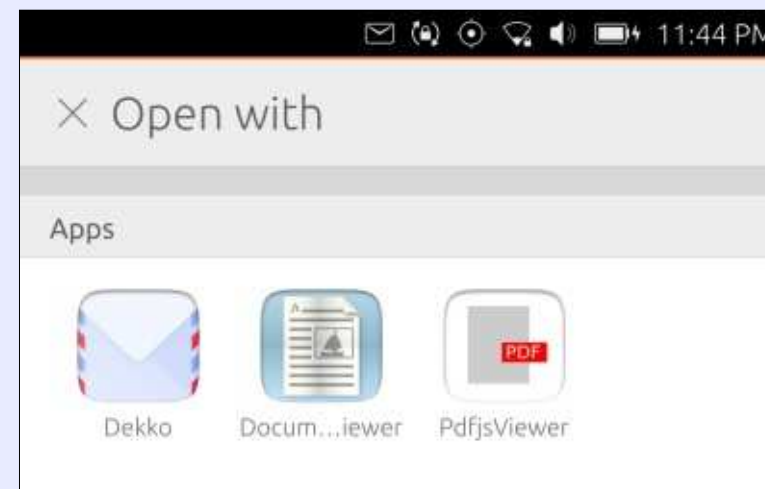 11:44 PM
Open with
Apps
A
PDF
Dekko
Docum...iewer
PdfjsViewer